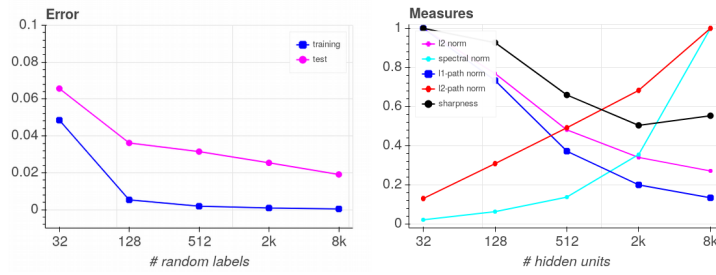 Error
0.1
0.08
0.06
0.04
0.02
0
training
test
32
128
512
2k
8k
# random labels
Measures
1
0.8
0.6
0.4
0.2
0
l2 norm
spectral norm
l1-path norm
l2-path norm
sharpness
32
128
512
2k
8k
# hidden units